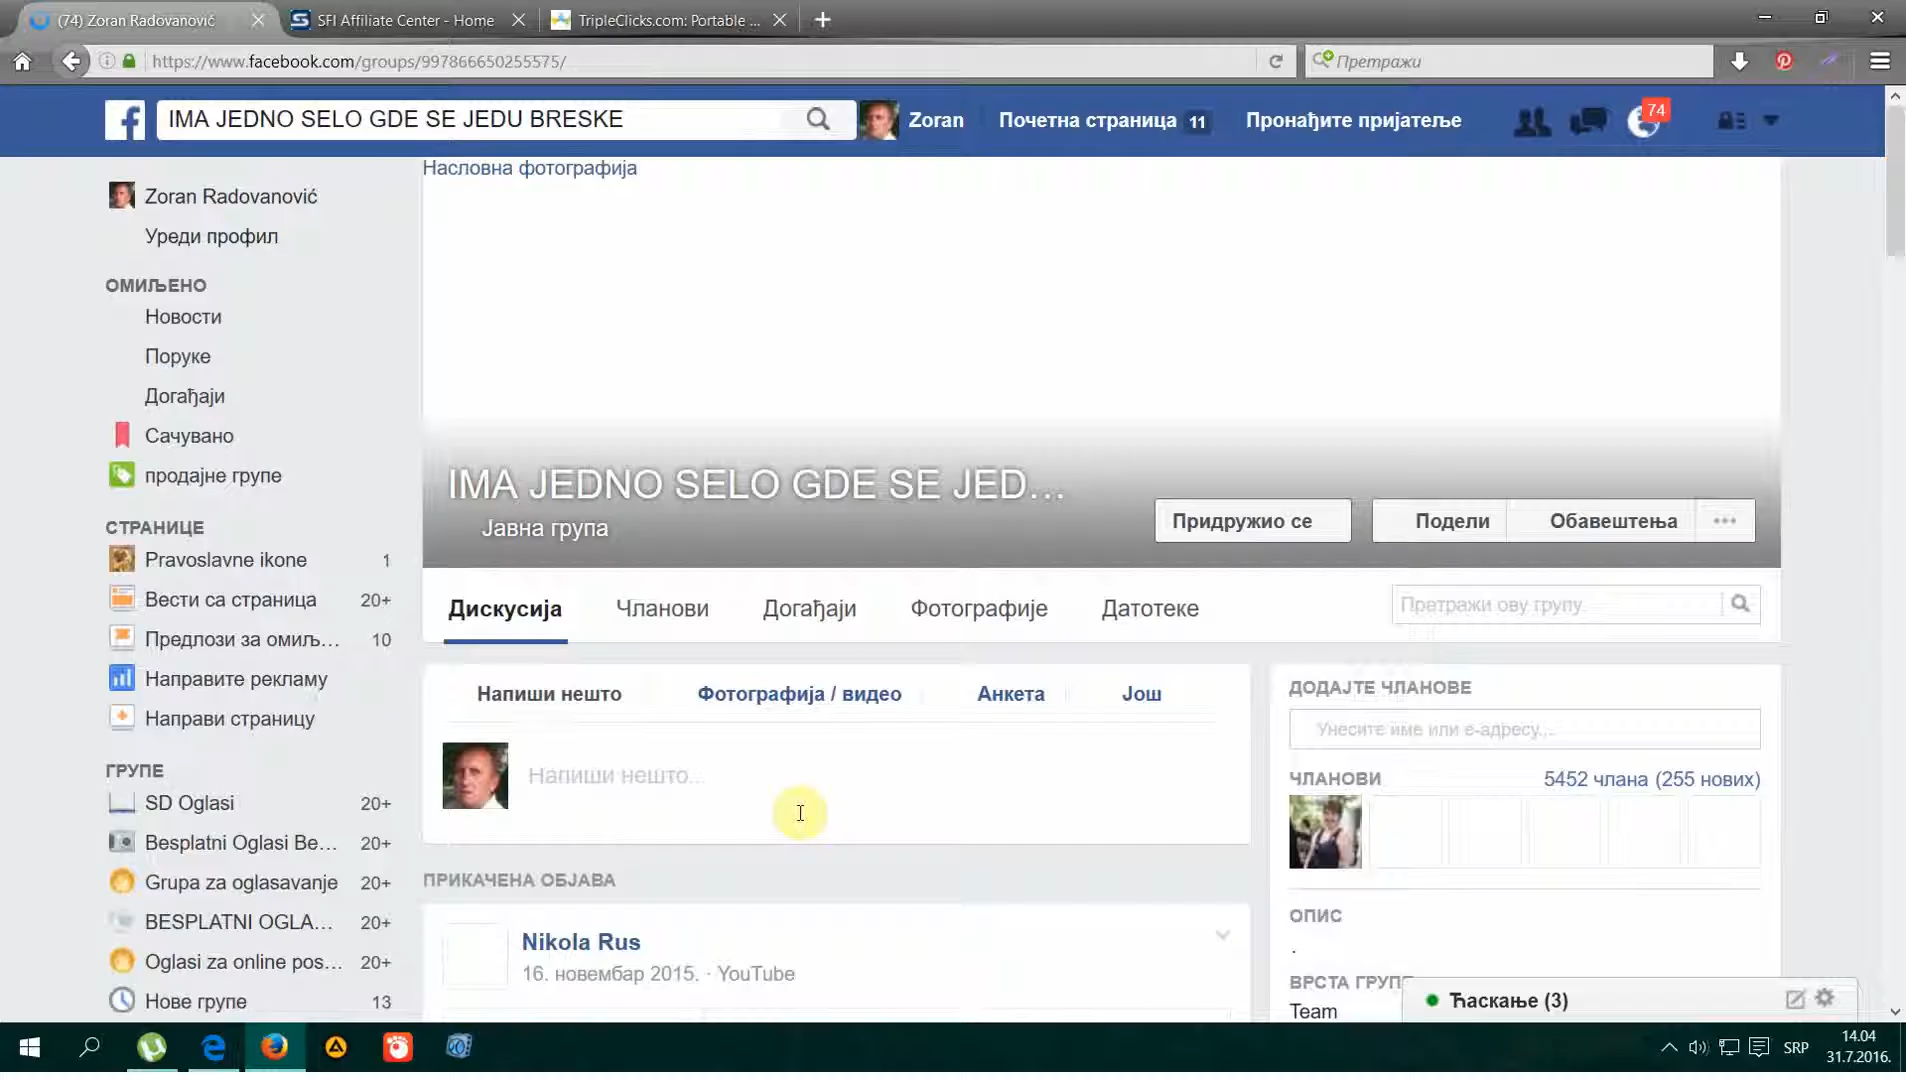 (74) Zoran Radovanović
SFI Affiliate Center - Home
TripleClicks.com: Portable ...
https://www.facebook.com/groups/997866650255575/
Претражи
IMA JEDNO SELO GDE SE JEDU BRESKE
Zoran
Почетна страница 11
Пронађите пријатеље
74
Zoran Radovanović
Уреди профил
ОМИЉЕНО
Новости
Поруке
Догађаји
Сачувано
продајне групе
СТРАНИЦЕ
Pravoslavne ikone 1
Вести са страница 20+
Предлози за омиљ... 10
Направите рекламу
Направи страницу
ГРУПЕ
SD Oglasi 20+
Besplatni Oglasi Be... 20+
Grupa za oglasavanje 20+
BESPLATNI OGLA... 20+
Oglasi za online pos... 20+
Нове групе 13
Насловна фотографија
IMA JEDNO SELO GDE SE JED...
Јавна група
Придружио се
Подели
Обавештења
Дискусија
Чланови
Догађаји
Фотографије
Датотеке
Претражи ову групу...
Напиши нешто
Фотографија / видео
Анкета
Још
Напиши нешто...
ПРИКАЧЕНА ОБЈАВА
Nikola Rus
16. новембар 2015. · YouTube
ДОДАЈТЕ ЧЛАНОВЕ
Унесите име или е-адресу...
ЧЛАНОВИ
5452 члана (255 нових)
ОПИС
.
ВРСТА ГРУПЕ
Team
Ћаскање (3)
SRP
14.04
31.7.2016.